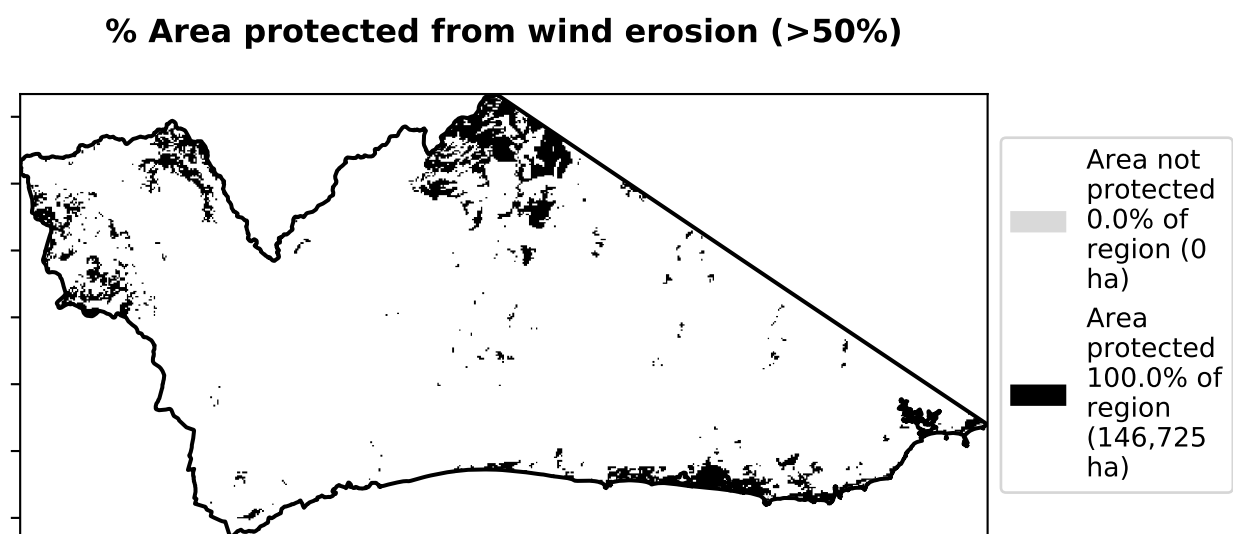 % Area protected from wind erosion (>50%)
Area not
protected
0.0% of
region (0
ha)
Area
protected
100.0% of
region
(146,725
ha)